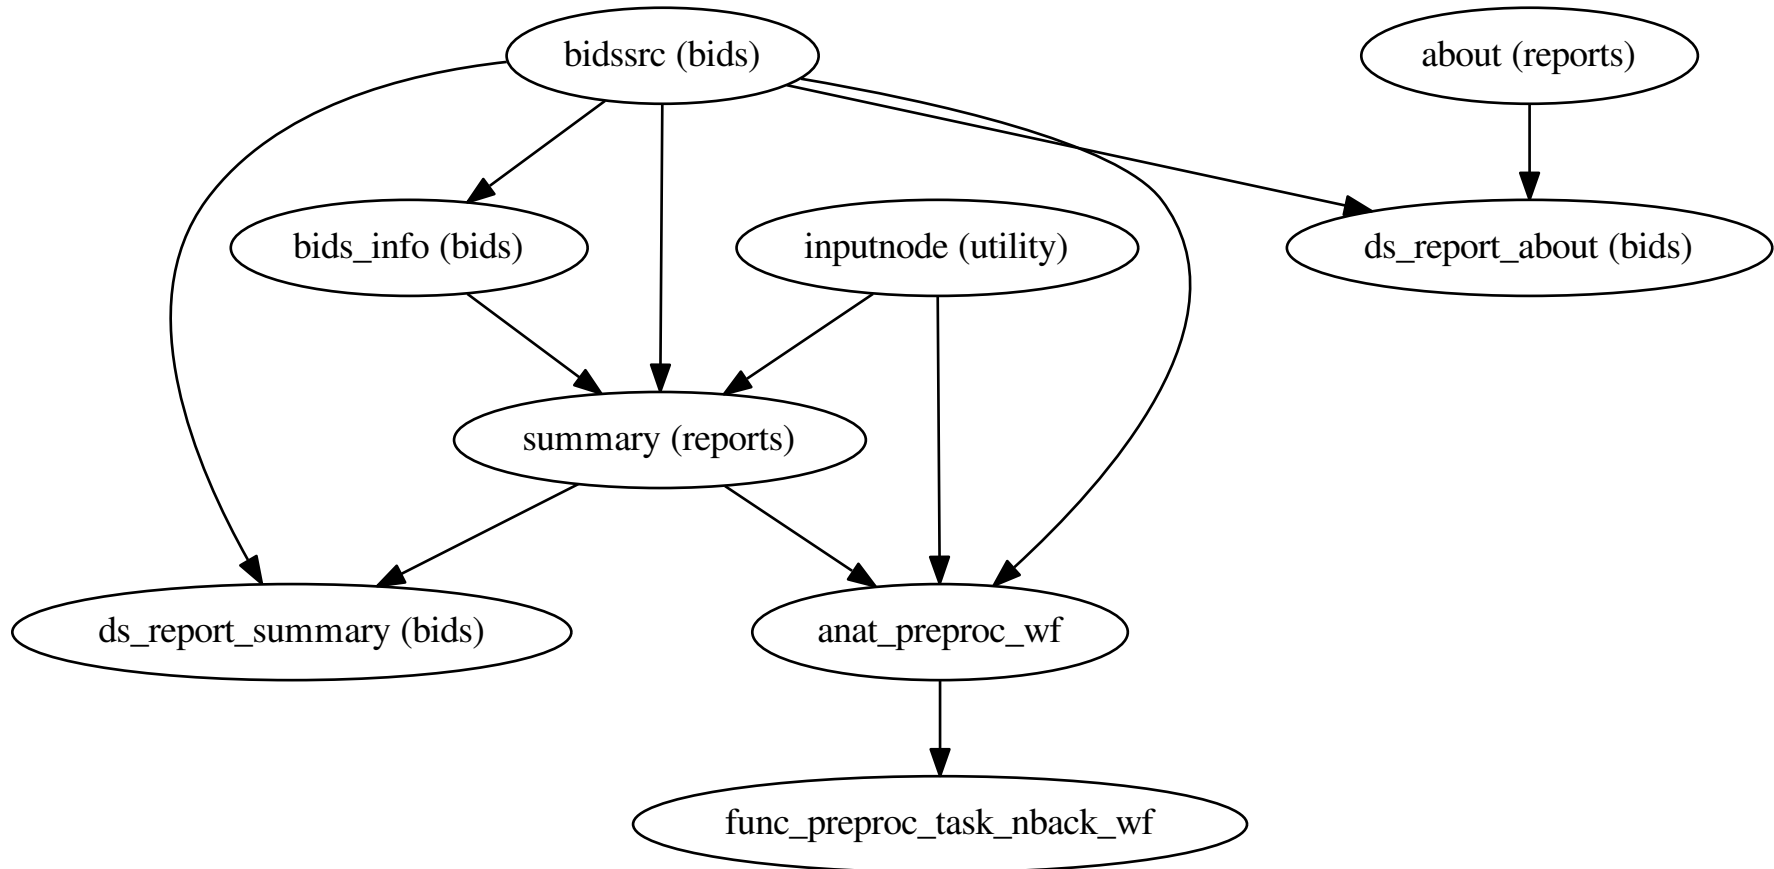 bidssrc (bids)
about (reports)
bids_info (bids)
inputnode (utility)
ds_report_about (bids)
summary (reports)
ds_report_summary (bids)
anat_preproc_wf
func_preproc_task_nback_wf